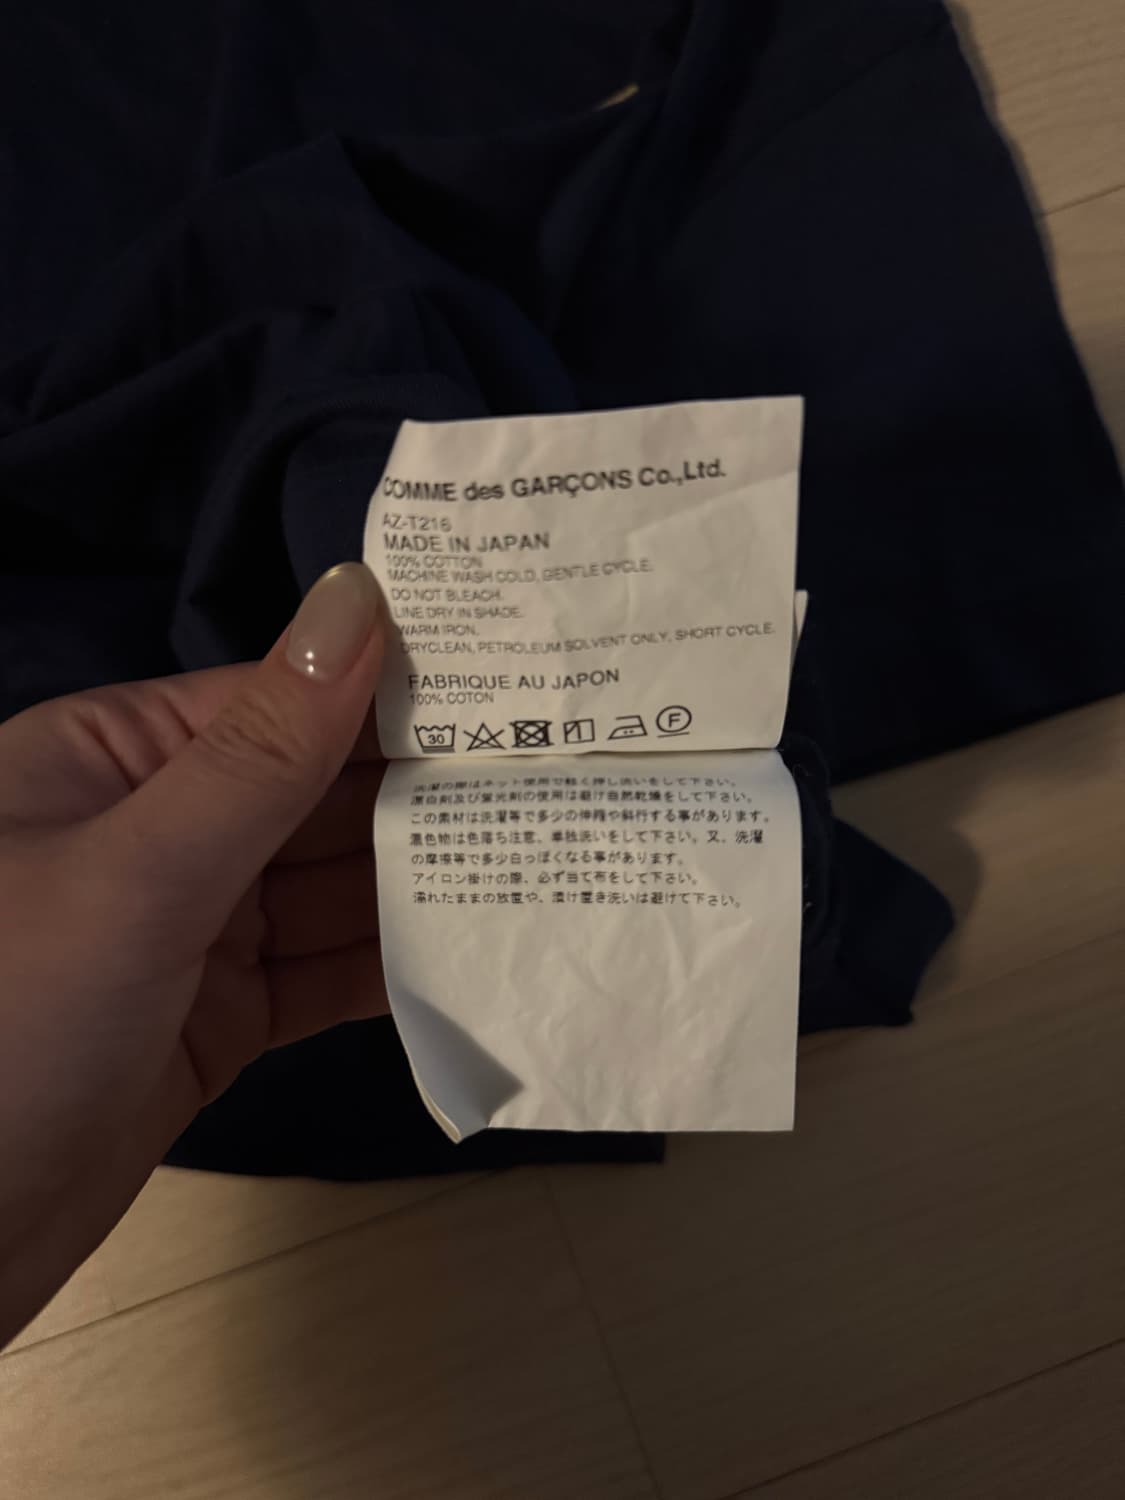 COMME des GARÇONS Co.,Ltd.
AZ-T216
MADE IN JAPAN
100% COTTON
MACHINE WASH COLD, GENTLE CYCLE.
DO NOT BLEACH.
LINE DRY IN SHADE.
WARM IRON.
DRYCLEAN, PETROLEUM SOLVENT ONLY, SHORT CYCLE.
FABRIQUE AU JAPON
100% COTON
30 F
洗濯の際はネット使用で軽く押し洗いをして下さい。
漂白剤及び蛍光剤の使用は避け自然乾燥をして下さい。
この素材は洗濯等で多少の伸縮や斜行する事があります。
濃色物は色落ち注意、単独洗いをして下さい。又、洗濯
の摩擦等で多少白っぽくなる事があります。
アイロン掛けの際、必ず当て布をして下さい。
濡れたままの放置や、漬け置き洗いは避けて下さい。